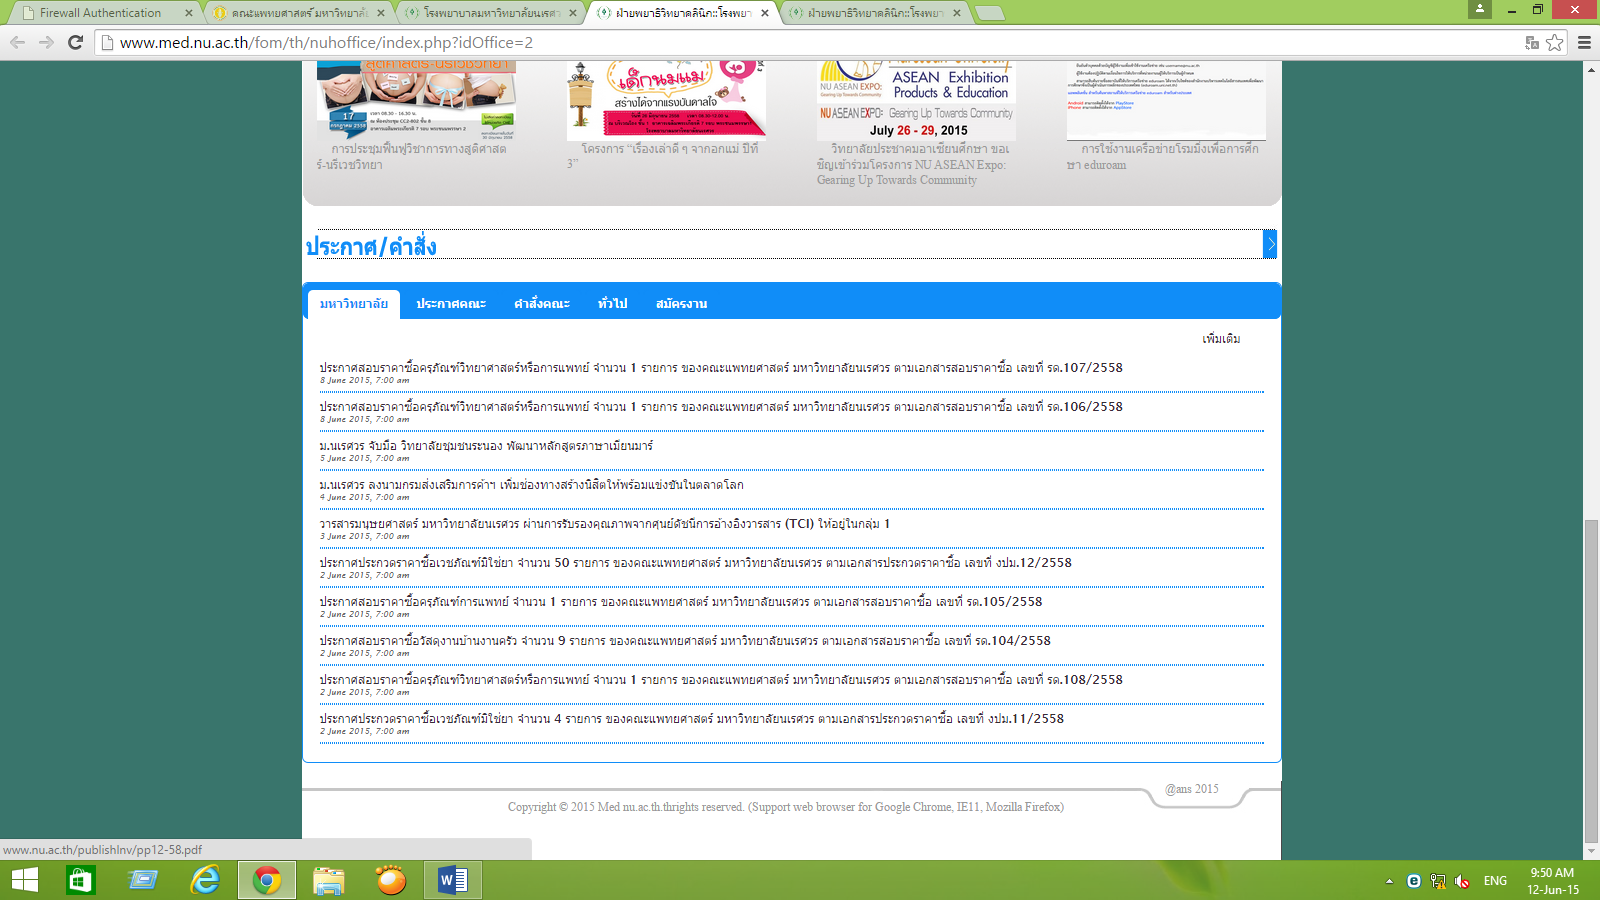 Firewall Authentication
คณะแพทยศาสตร์ มหาวิทยาลัย
โรงพยาบาลมหาวิทยาลัยนเรศว
ฝ่ายพยาธิวิทยาคลินิก::โรงพยา
ฝ่ายพยาธิวิทยาคลินิก::โรงพยา
www.med.nu.ac.th/fom/th/nuhoffice/index.php?idOffice=2
สูติศาสตร์-นรีเวชวิทยา
17
กรกฎาคม 2558
เวลา 08.30 - 16.30 น.
ณ ห้องประชุม CC2-802 ชั้น 8
เด็กนมแม่
สร้างได้จากแรงบันดาลใจ
NU ASEAN EXPO:
ASEAN Exhibition
Products & Education
NU ASEAN EXPO: Gearing Up Towards Community
July 26 - 29, 2015
การประชุมฟื้นฟูวิชาการทางสูติศาสต
ร์-นรีเวชวิทยา
โครงการ “เรื่องเล่าดี ๆ จากอกแม่ ปีที่
3”
วิทยาลัยประชาคมอาเซียนศึกษา ขอเ
ชิญเข้าร่วมโครงการ NU ASEAN Expo:
Gearing Up Towards Community
การใช้งานเครือข่ายโรมมิ่งเพื่อการศึก
ษา eduroam
ประกาศ/คำสั่ง
มหาวิทยาลัย ประกาศคณะ คำสั่งคณะ ทั่วไป สมัครงาน
เพิ่มเติม
ประกาศสอบราคาซื้อครุภัณฑ์วิทยาศาสตร์หรือการแพทย์ จำนวน 1 รายการ ของคณะแพทยศาสตร์ มหาวิทยาลัยนเรศวร ตามเอกสารสอบราคาซื้อ เลขที่ รด.107/2558
8 June 2015, 7:00 am
ประกาศสอบราคาซื้อครุภัณฑ์วิทยาศาสตร์หรือการแพทย์ จำนวน 1 รายการ ของคณะแพทยศาสตร์ มหาวิทยาลัยนเรศวร ตามเอกสารสอบราคาซื้อ เลขที่ รด.106/2558
8 June 2015, 7:00 am
ม.นเรศวร จับมือ วิทยาลัยชุมชนระนอง พัฒนาหลักสูตรภาษาเมียนมาร์
5 June 2015, 7:00 am
ม.นเรศวร ลงนามกรมส่งเสริมการค้าฯ เพิ่มช่องทางสร้างนิสิตให้พร้อมแข่งขันในตลาดโลก
4 June 2015, 7:00 am
วารสารมนุษยศาสตร์ มหาวิทยาลัยนเรศวร ผ่านการรับรองคุณภาพจากศูนย์ดัชนีการอ้างอิงวารสาร (TCI) ให้อยู่ในกลุ่ม 1
3 June 2015, 7:00 am
ประกาศประกวดราคาซื้อเวชภัณฑ์มิใช่ยา จำนวน 50 รายการ ของคณะแพทยศาสตร์ มหาวิทยาลัยนเรศวร ตามเอกสารประกวดราคาซื้อ เลขที่ งปม.12/2558
2 June 2015, 7:00 am
ประกาศสอบราคาซื้อครุภัณฑ์การแพทย์ จำนวน 1 รายการ ของคณะแพทยศาสตร์ มหาวิทยาลัยนเรศวร ตามเอกสารสอบราคาซื้อ เลขที่ รด.105/2558
2 June 2015, 7:00 am
ประกาศสอบราคาซื้อวัสดุงานบ้านงานครัว จำนวน 9 รายการ ของคณะแพทยศาสตร์ มหาวิทยาลัยนเรศวร ตามเอกสารสอบราคาซื้อ เลขที่ รด.104/2558
2 June 2015, 7:00 am
ประกาศสอบราคาซื้อครุภัณฑ์วิทยาศาสตร์หรือการแพทย์ จำนวน 1 รายการ ของคณะแพทยศาสตร์ มหาวิทยาลัยนเรศวร ตามเอกสารสอบราคาซื้อ เลขที่ รด.108/2558
2 June 2015, 7:00 am
ประกาศประกวดราคาซื้อเวชภัณฑ์มิใช่ยา จำนวน 4 รายการ ของคณะแพทยศาสตร์ มหาวิทยาลัยนเรศวร ตามเอกสารประกวดราคาซื้อ เลขที่ งปม.11/2558
2 June 2015, 7:00 am
@ans 2015
Copyright © 2015 Med nu.ac.th.thrights reserved. (Support web browser for Google Chrome, IE11, Mozilla Firefox)
www.nu.ac.th/publishInv/pp12-58.pdf
ENG
9:50 AM
12-Jun-15